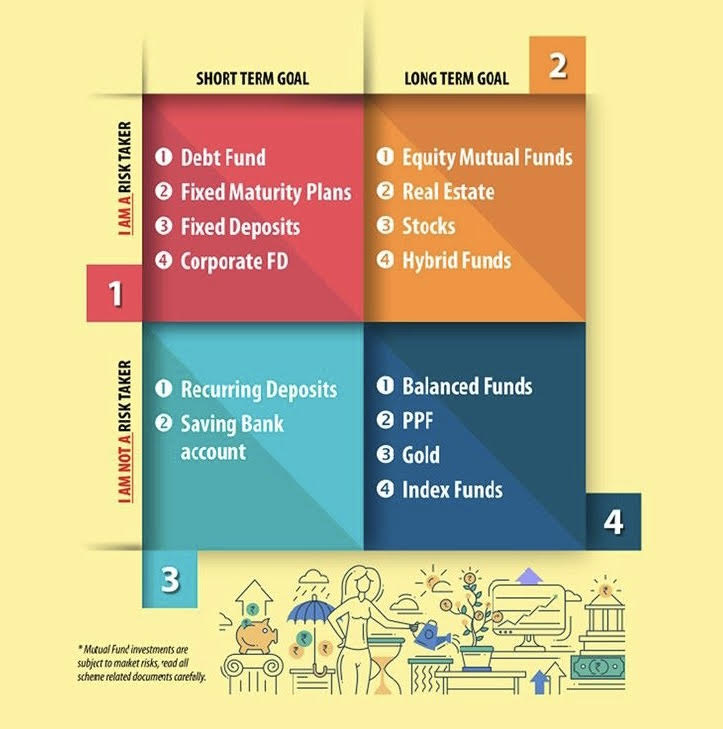 SHORT TERM GOAL
LONG TERM GOAL
2
I AM A RISK TAKER
1 Debt Fund
2 Fixed Maturity Plans
3 Fixed Deposits
4 Corporate FD
1 Equity Mutual Funds
2 Real Estate
3 Stocks
4 Hybrid Funds
1
I AM NOT A RISK TAKER
1 Recurring Deposits
2 Saving Bank
account
1 Balanced Funds
2 PPF
3 Gold
4 Index Funds
4
3
* Mutual Fund investments are
subject to market risks, read all
scheme related documents carefully.